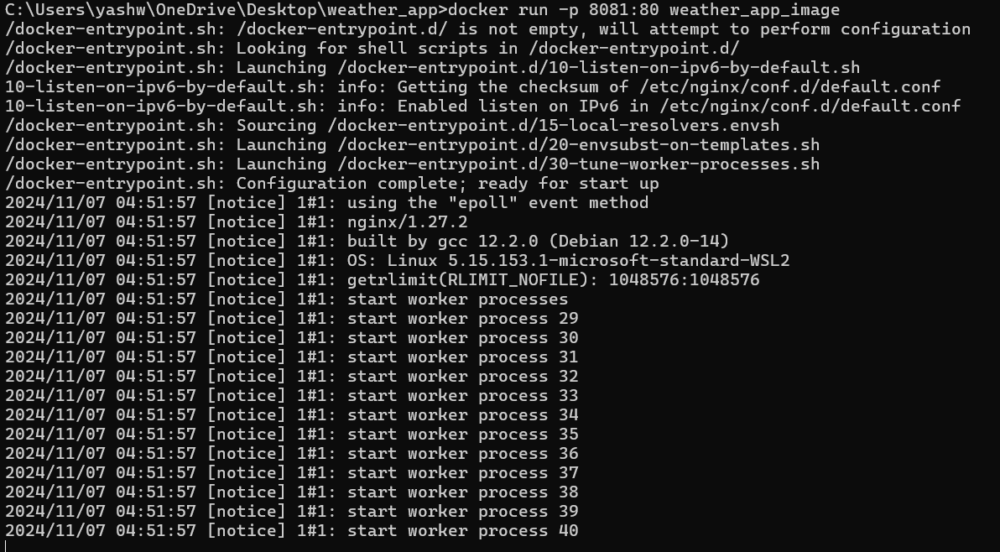 C:\Users\yashw\OneDrive\Desktop\weather_app>docker run -p 8081:80 weather_app_image
/docker-entrypoint.sh: /docker-entrypoint.d/ is not empty, will attempt to perform configuration
/docker-entrypoint.sh: Looking for shell scripts in /docker-entrypoint.d/
/docker-entrypoint.sh: Launching /docker-entrypoint.d/10-listen-on-ipv6-by-default.sh
10-listen-on-ipv6-by-default.sh: info: Getting the checksum of /etc/nginx/conf.d/default.conf
10-listen-on-ipv6-by-default.sh: info: Enabled listen on IPv6 in /etc/nginx/conf.d/default.conf
/docker-entrypoint.sh: Sourcing /docker-entrypoint.d/15-local-resolvers.envsh
/docker-entrypoint.sh: Launching /docker-entrypoint.d/20-envsubst-on-templates.sh
/docker-entrypoint.sh: Launching /docker-entrypoint.d/30-tune-worker-processes.sh
/docker-entrypoint.sh: Configuration complete; ready for start up
2024/11/07 04:51:57 [notice] 1#1: using the "epoll" event method
2024/11/07 04:51:57 [notice] 1#1: nginx/1.27.2
2024/11/07 04:51:57 [notice] 1#1: built by gcc 12.2.0 (Debian 12.2.0-14)
2024/11/07 04:51:57 [notice] 1#1: OS: Linux 5.15.153.1-microsoft-standard-WSL2
2024/11/07 04:51:57 [notice] 1#1: getrlimit(RLIMIT_NOFILE): 1048576:1048576
2024/11/07 04:51:57 [notice] 1#1: start worker processes
2024/11/07 04:51:57 [notice] 1#1: start worker process 29
2024/11/07 04:51:57 [notice] 1#1: start worker process 30
2024/11/07 04:51:57 [notice] 1#1: start worker process 31
2024/11/07 04:51:57 [notice] 1#1: start worker process 32
2024/11/07 04:51:57 [notice] 1#1: start worker process 33
2024/11/07 04:51:57 [notice] 1#1: start worker process 34
2024/11/07 04:51:57 [notice] 1#1: start worker process 35
2024/11/07 04:51:57 [notice] 1#1: start worker process 36
2024/11/07 04:51:57 [notice] 1#1: start worker process 37
2024/11/07 04:51:57 [notice] 1#1: start worker process 38
2024/11/07 04:51:57 [notice] 1#1: start worker process 39
2024/11/07 04:51:57 [notice] 1#1: start worker process 40